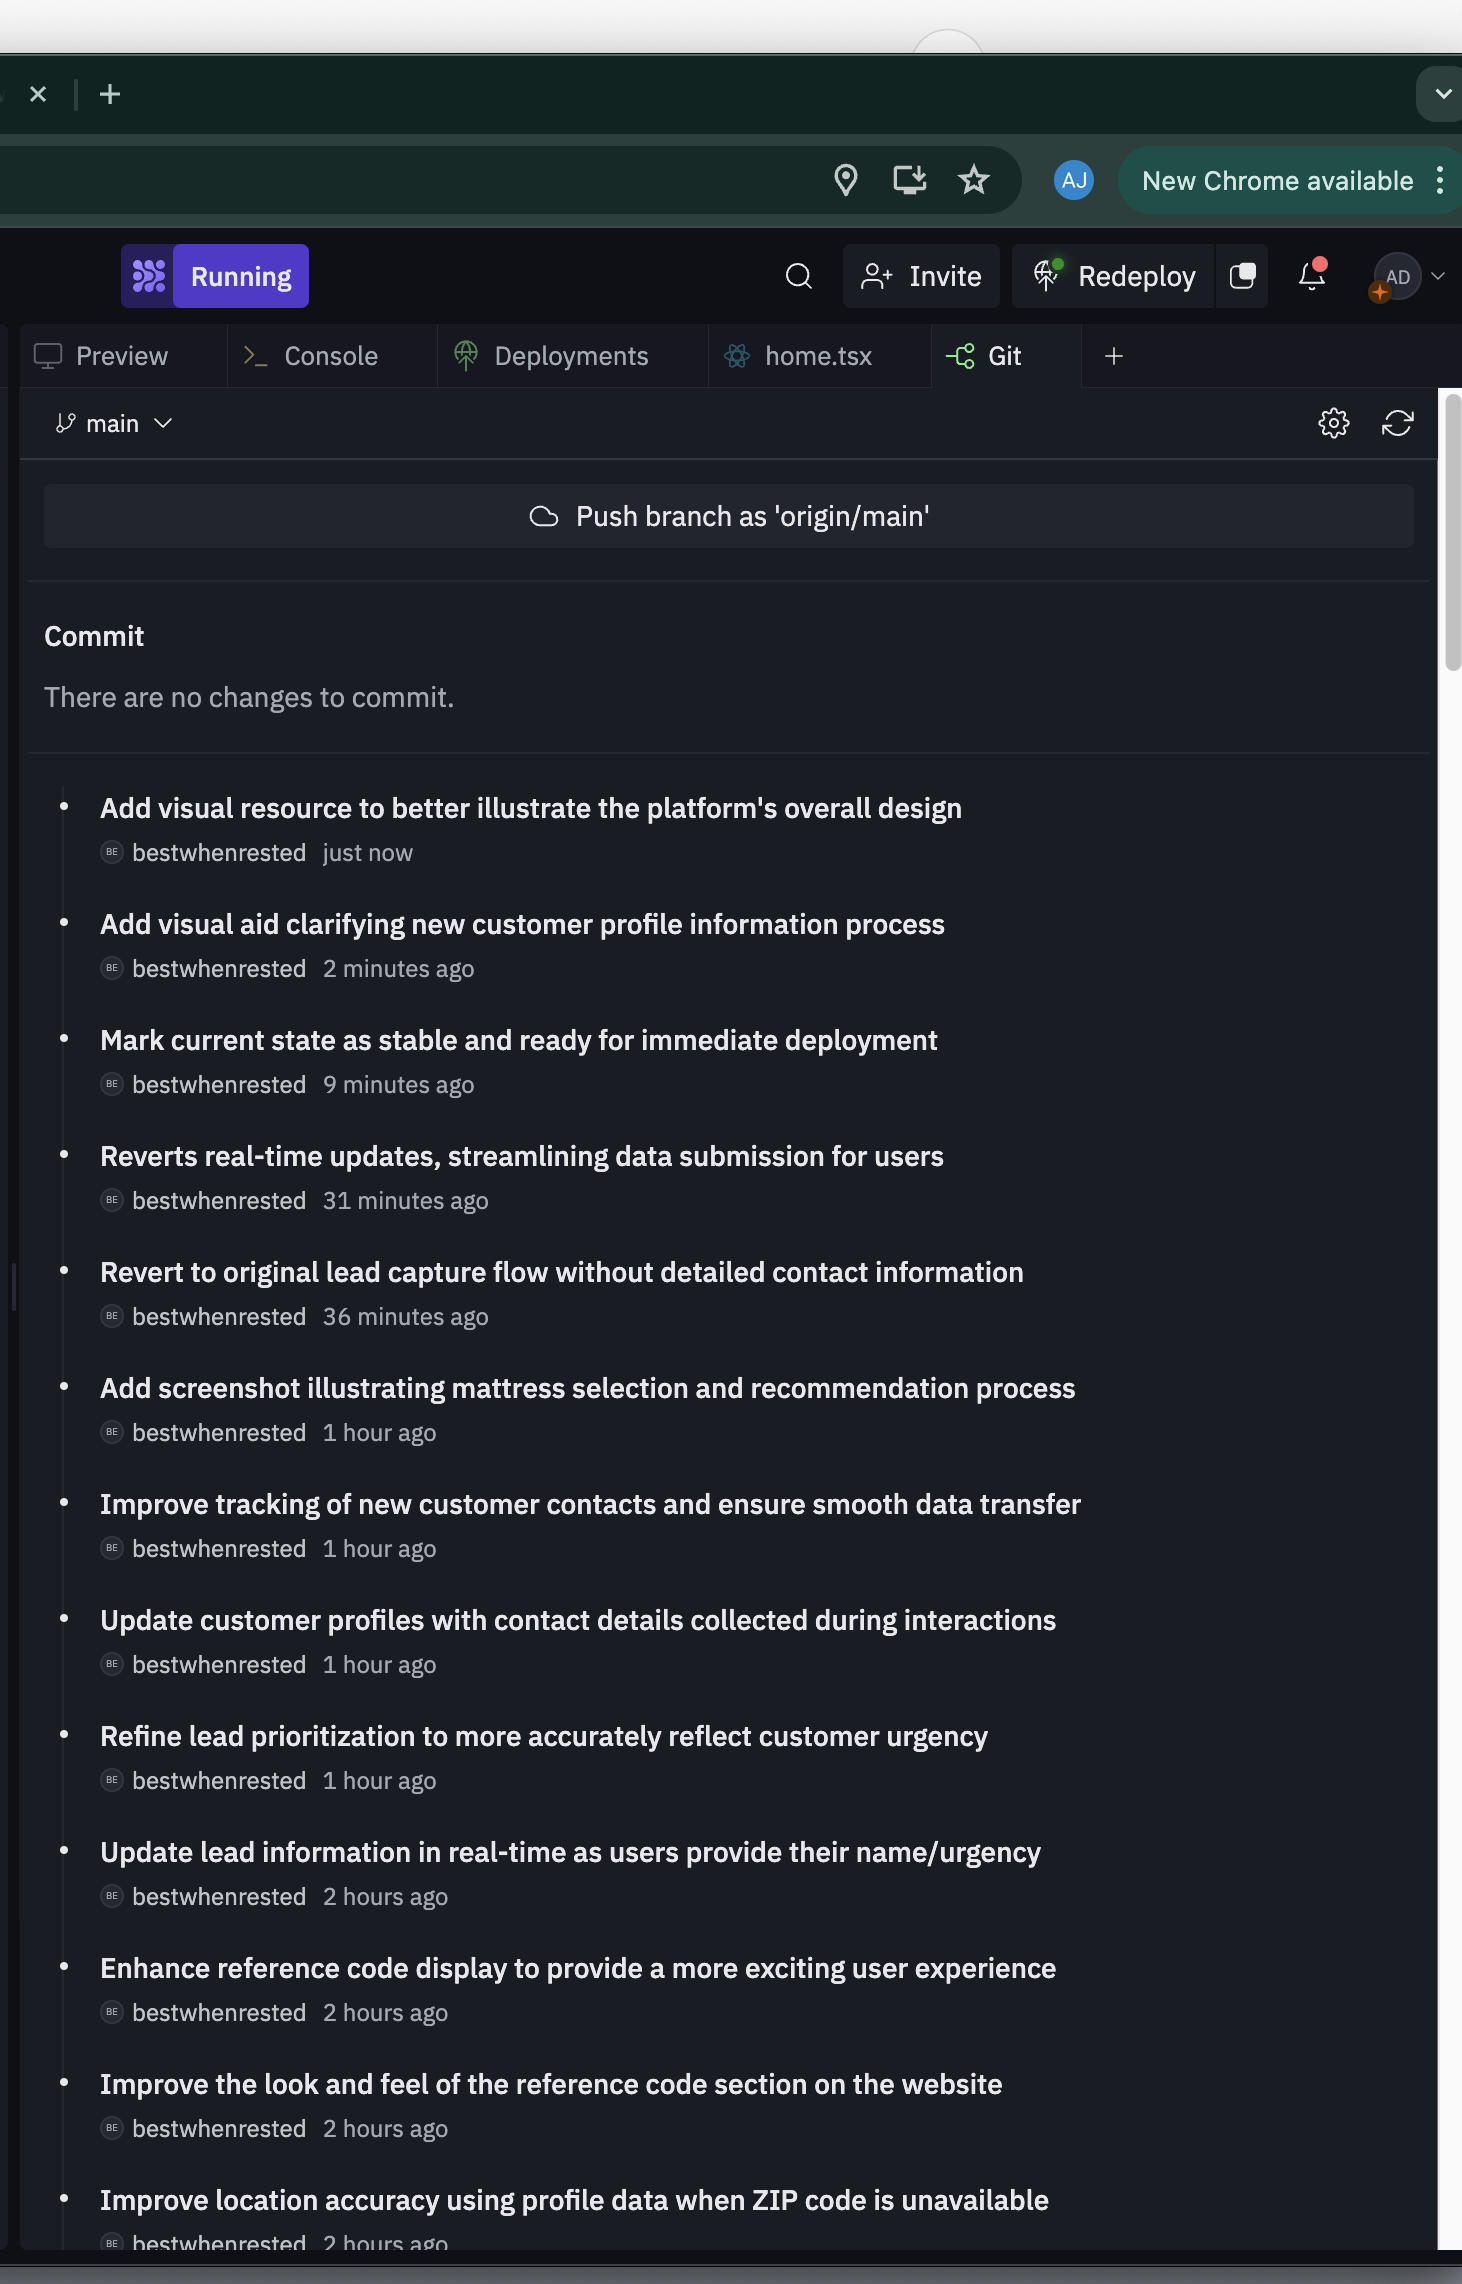 AJ New Chrome available
Running Invite Redeploy AD
Preview Console Deployments home.tsx Git
main
Push branch as 'origin/main'
Commit
There are no changes to commit.
Add visual resource to better illustrate the platform's overall design
BE bestwhenrested just now
Add visual aid clarifying new customer profile information process
BE bestwhenrested 2 minutes ago
Mark current state as stable and ready for immediate deployment
BE bestwhenrested 9 minutes ago
Reverts real-time updates, streamlining data submission for users
BE bestwhenrested 31 minutes ago
Revert to original lead capture flow without detailed contact information
BE bestwhenrested 36 minutes ago
Add screenshot illustrating mattress selection and recommendation process
BE bestwhenrested 1 hour ago
Improve tracking of new customer contacts and ensure smooth data transfer
BE bestwhenrested 1 hour ago
Update customer profiles with contact details collected during interactions
BE bestwhenrested 1 hour ago
Refine lead prioritization to more accurately reflect customer urgency
BE bestwhenrested 1 hour ago
Update lead information in real-time as users provide their name/urgency
BE bestwhenrested 2 hours ago
Enhance reference code display to provide a more exciting user experience
BE bestwhenrested 2 hours ago
Improve the look and feel of the reference code section on the website
BE bestwhenrested 2 hours ago
Improve location accuracy using profile data when ZIP code is unavailable
BE bestwhenrested 2 hours ago